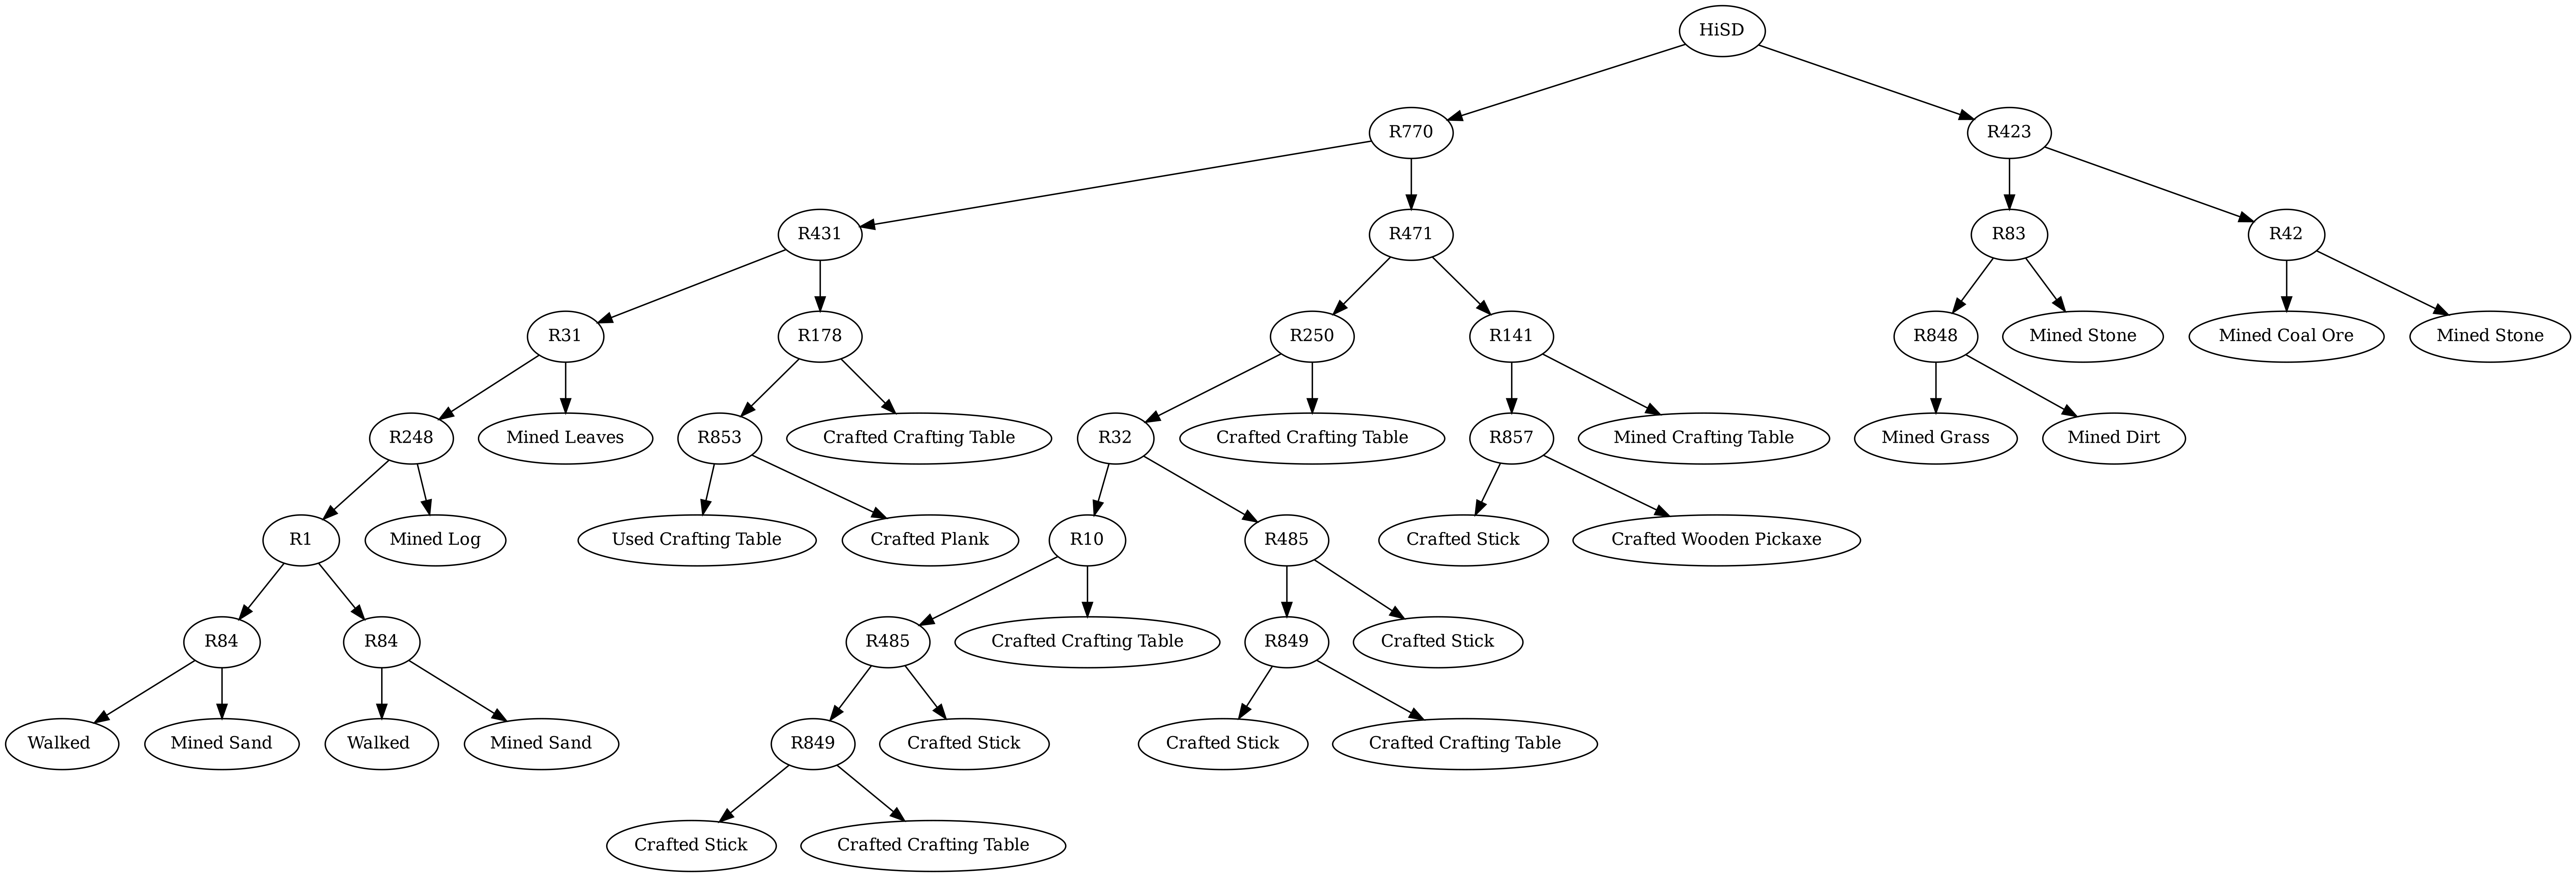 HiSD
R770
R423
R431
R471
R83
R42
R31
R178
R250
R141
R848
Mined Stone
Mined Coal Ore
Mined Stone
R248
Mined Leaves
R853
Crafted Crafting Table
R32
Crafted Crafting Table
R857
Mined Crafting Table
Mined Grass
Mined Dirt
R1
Mined Log
Used Crafting Table
Crafted Plank
R10
R485
Crafted Stick
Crafted Wooden Pickaxe
R84
R84
R485
Crafted Crafting Table
R849
Crafted Stick
Walked
Mined Sand
Walked
Mined Sand
R849
Crafted Stick
Crafted Stick
Crafted Crafting Table
Crafted Stick
Crafted Crafting Table